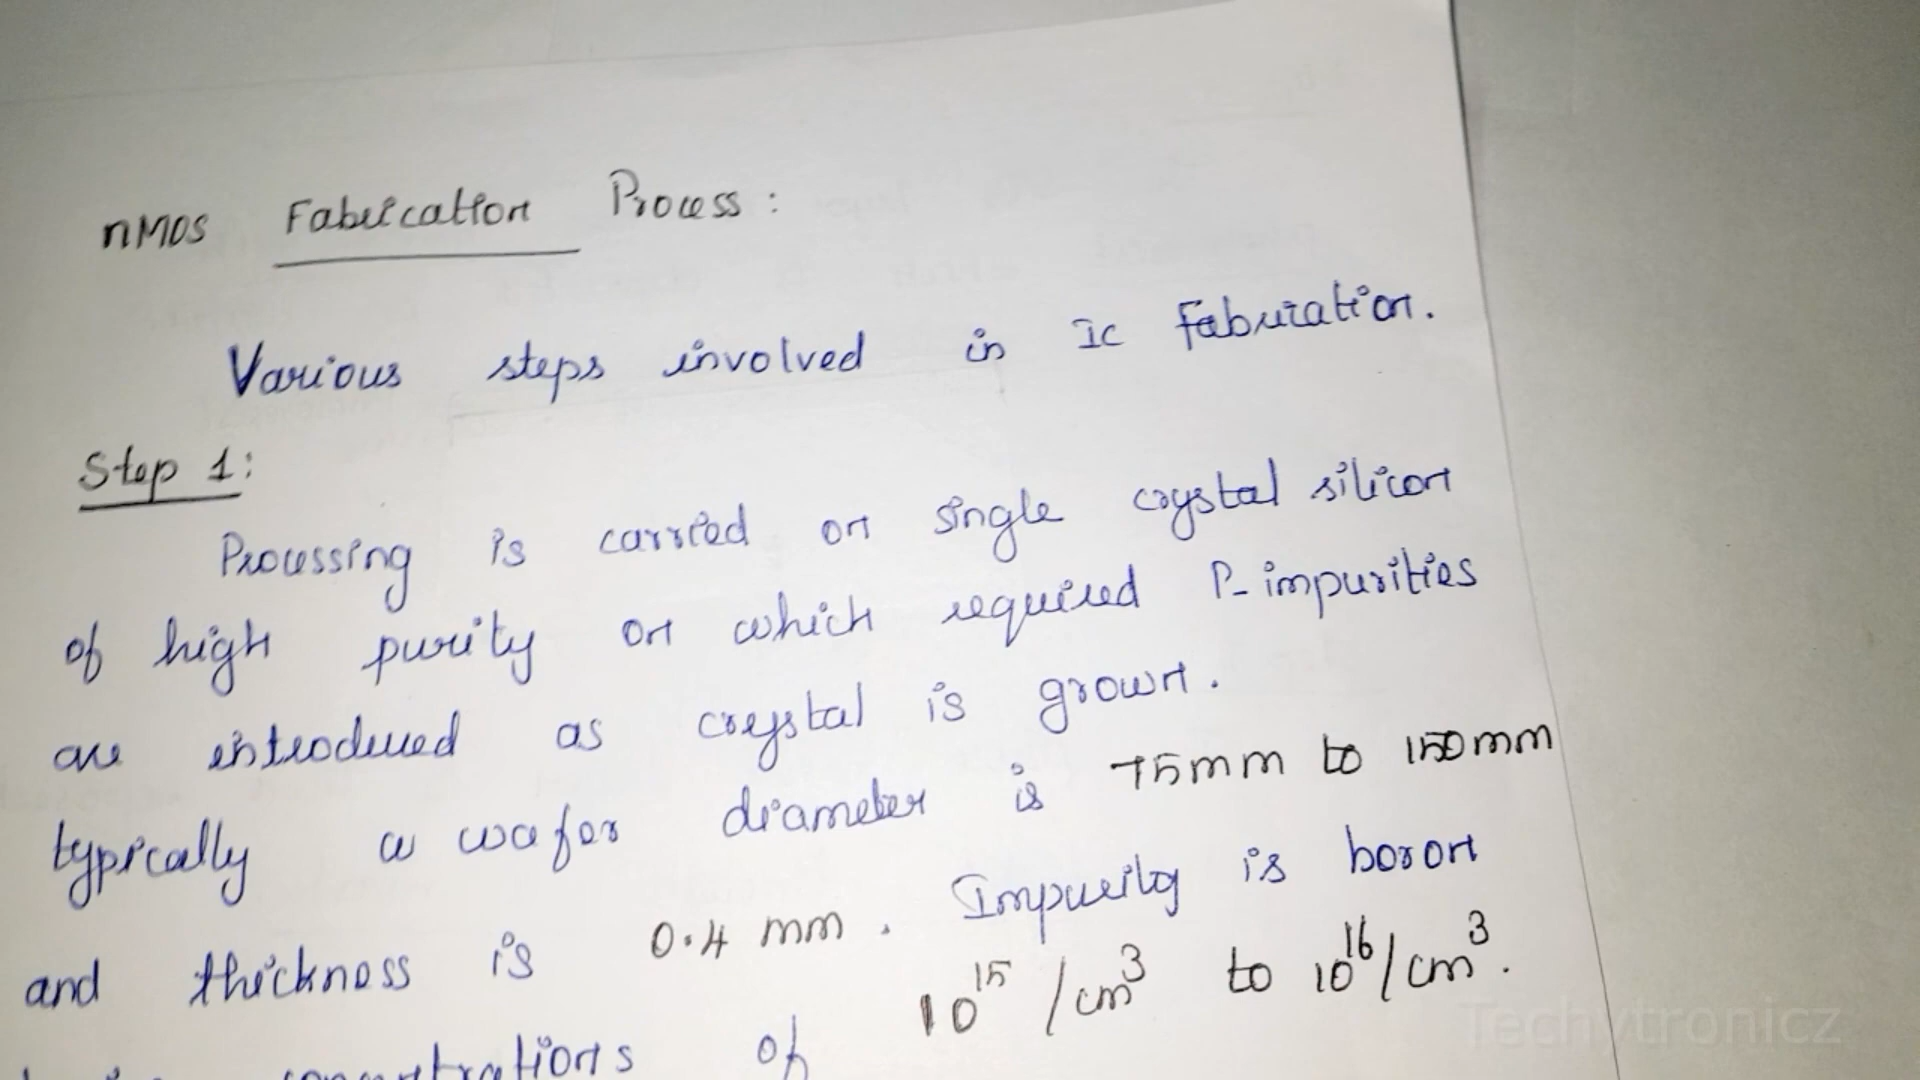 nMOS Fabrication Process :
Various steps involved in Ic fabrication.
Step 1:
Processing is carried on single crystal silicon
of high purity on which required P-impurities
are introduced as crystal is grown.
typically a wafer diameter is 75mm to 150mm
and thickness is 0.4 mm. Impurity is boron
concentrations of 10^15 /cm^3 to 10^16/cm^3.
Techytronicz